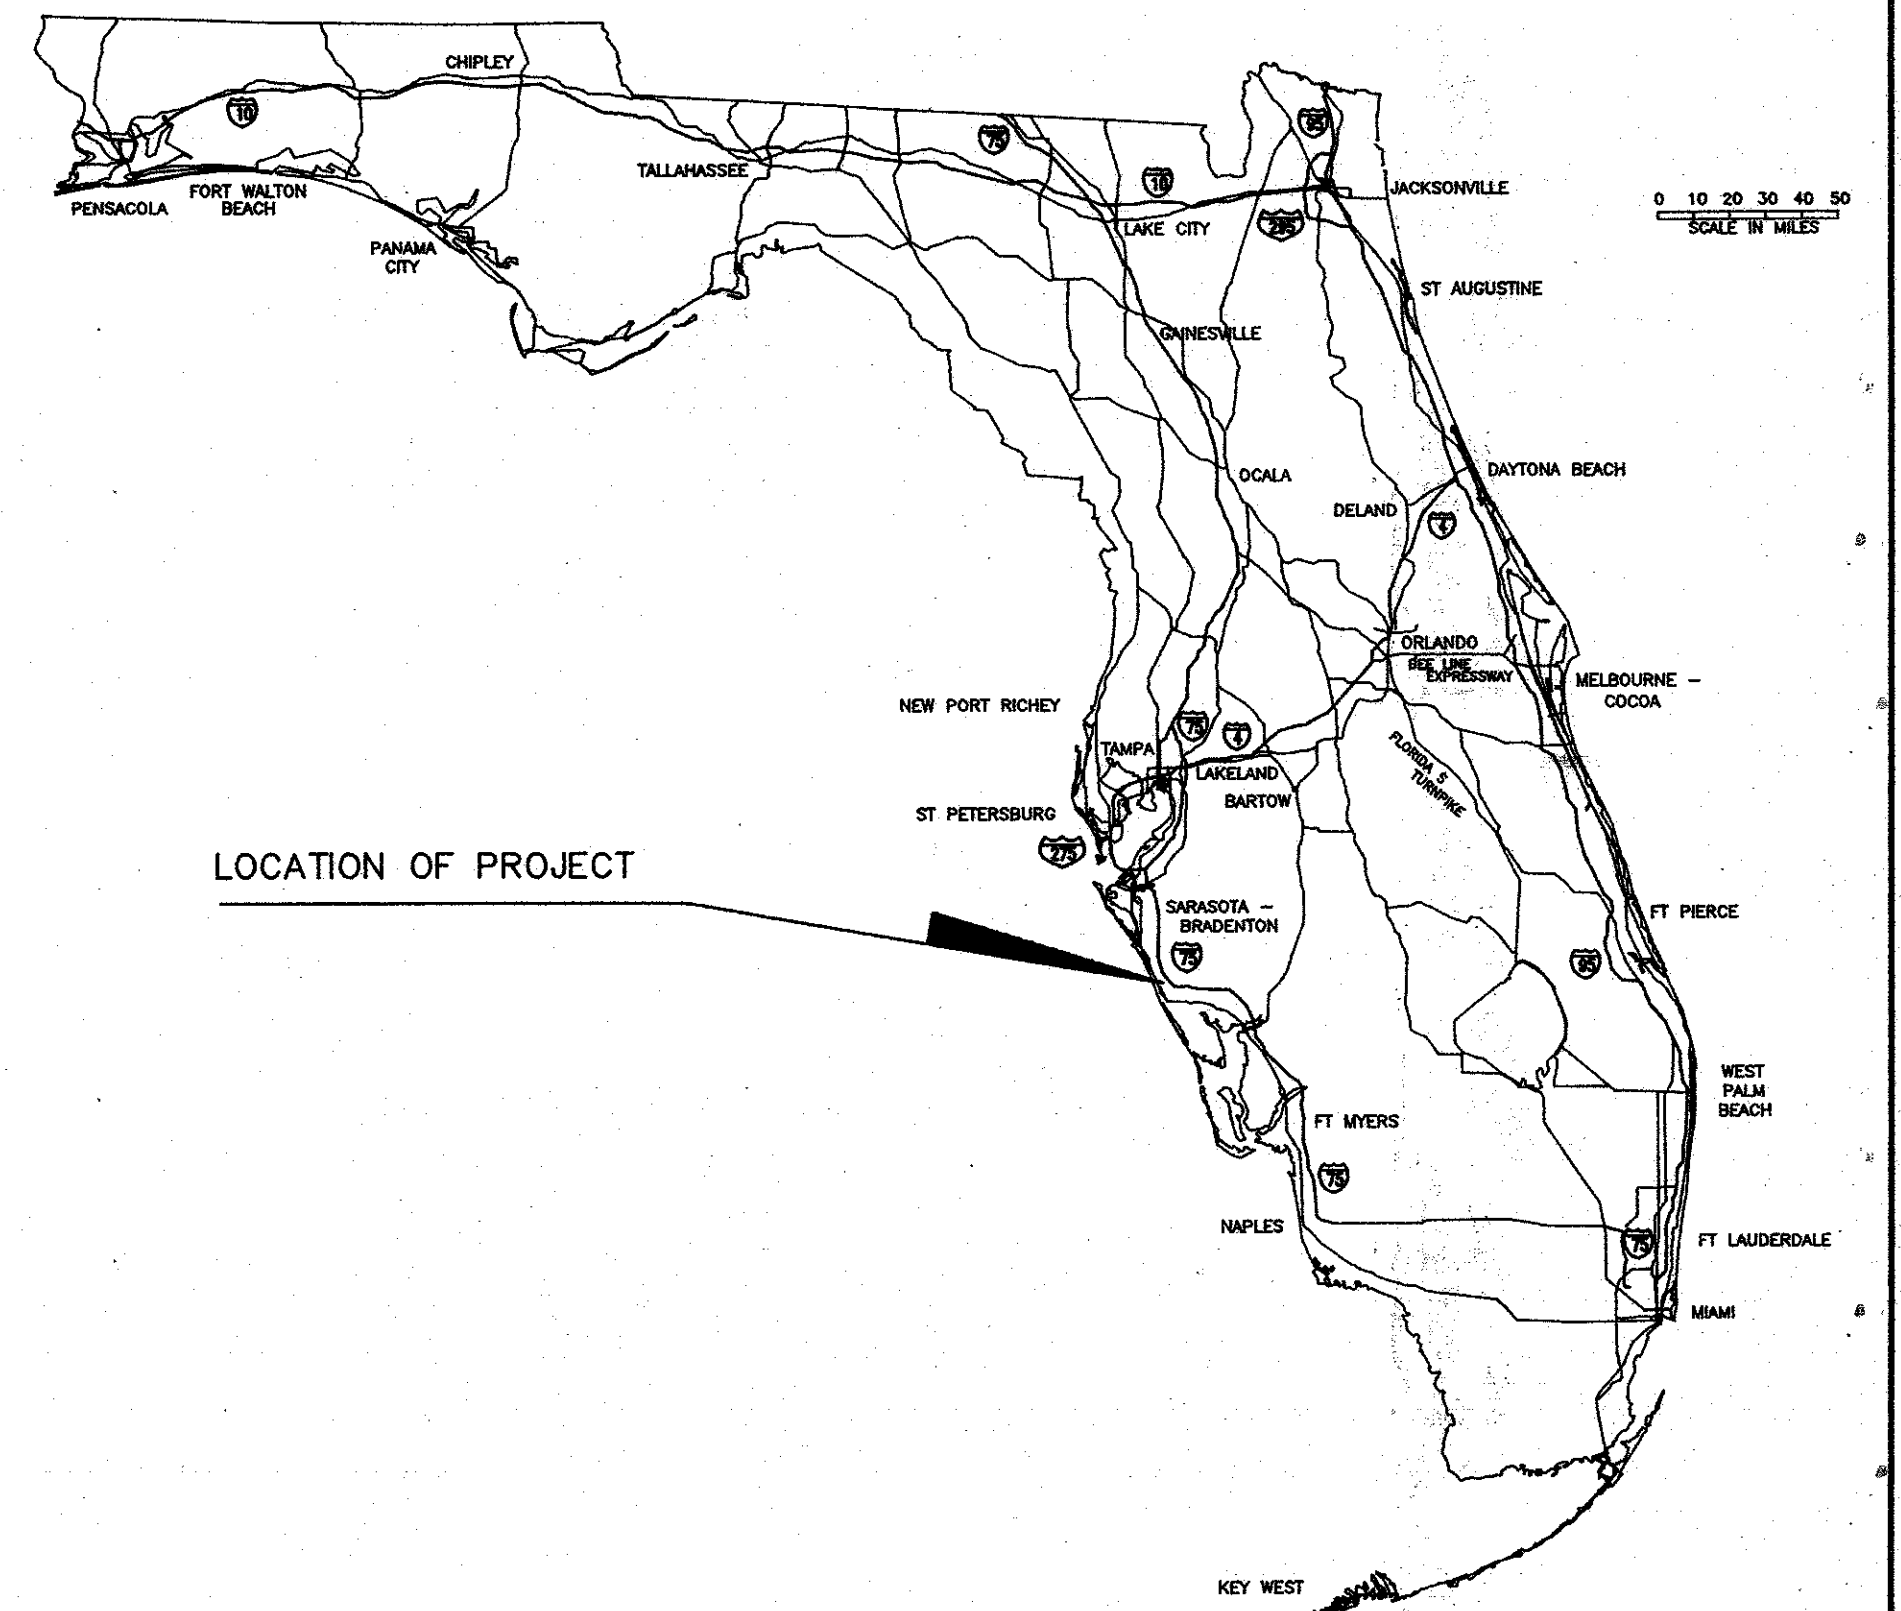 CHIPLEY
10
75
95
TALLAHASSEE
10
JACKSONVILLE
PENSACOLA
FORT WALTON
BEACH
0 10 20 30 40 50
SCALE IN MILES
LAKE CITY
295
PANAMA
CITY
ST AUGUSTINE
GAINESVILLE
OCALA
DAYTONA BEACH
DELAND
4
ORLANDO
BEE LINE
EXPRESSWAY
MELBOURNE –
COCOA
NEW PORT RICHEY
75
4
TAMPA
FLORIDA S
TURNPIKE
LAKELAND
BARTOW
ST PETERSBURG
275
LOCATION OF PROJECT
SARASOTA –
BRADENTON
FT PIERCE
75
95
WEST
PALM
BEACH
FT MYERS
75
NAPLES
75
FT LAUDERDALE
MIAMI
KEY WEST